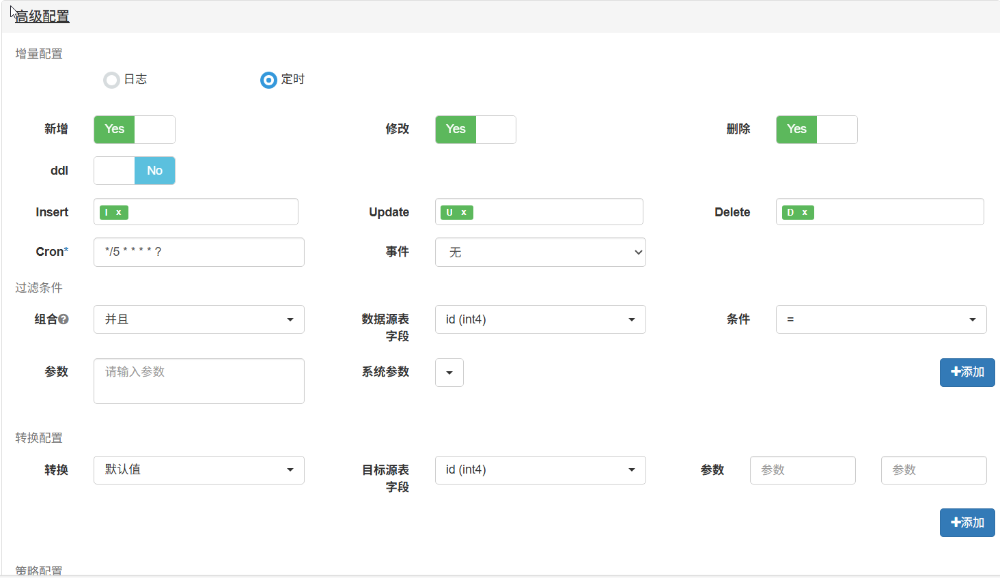 高级配置
增量配置
日志 定时
新增 Yes 修改 Yes 删除 Yes
ddl No
Insert I x Update U x Delete D x
Cron* */5 * * * * ? 事件 无
过滤条件
组合 并且 数据源表字段 id (int4) 条件 =
参数 请输入参数 系统参数 添加
转换配置
转换 默认值 目标源表字段 id (int4) 参数 参数 参数
添加
策略配置